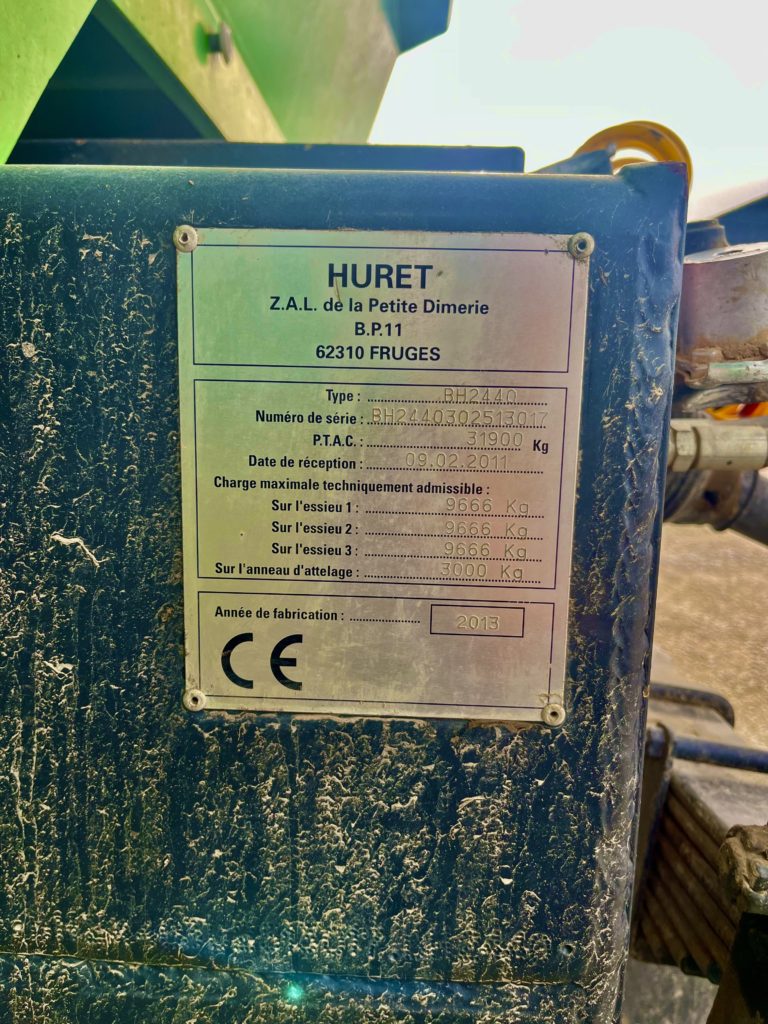 HURET
Z.A.L. de la Petite Dimerie
B.P.11
62310 FRUGES
Type : BH2440
Numéro de série : BH2440302513017
P.T.A.C. : 31900 Kg
Date de réception : 09.02.2011
Charge maximale techniquement admissible :
Sur l'essieu 1 : 9666 Kg
Sur l'essieu 2 : 9666 Kg
Sur l'essieu 3 : 9666 Kg
Sur l'anneau d'attelage : 3000 Kg
Année de fabrication : 2013
CE